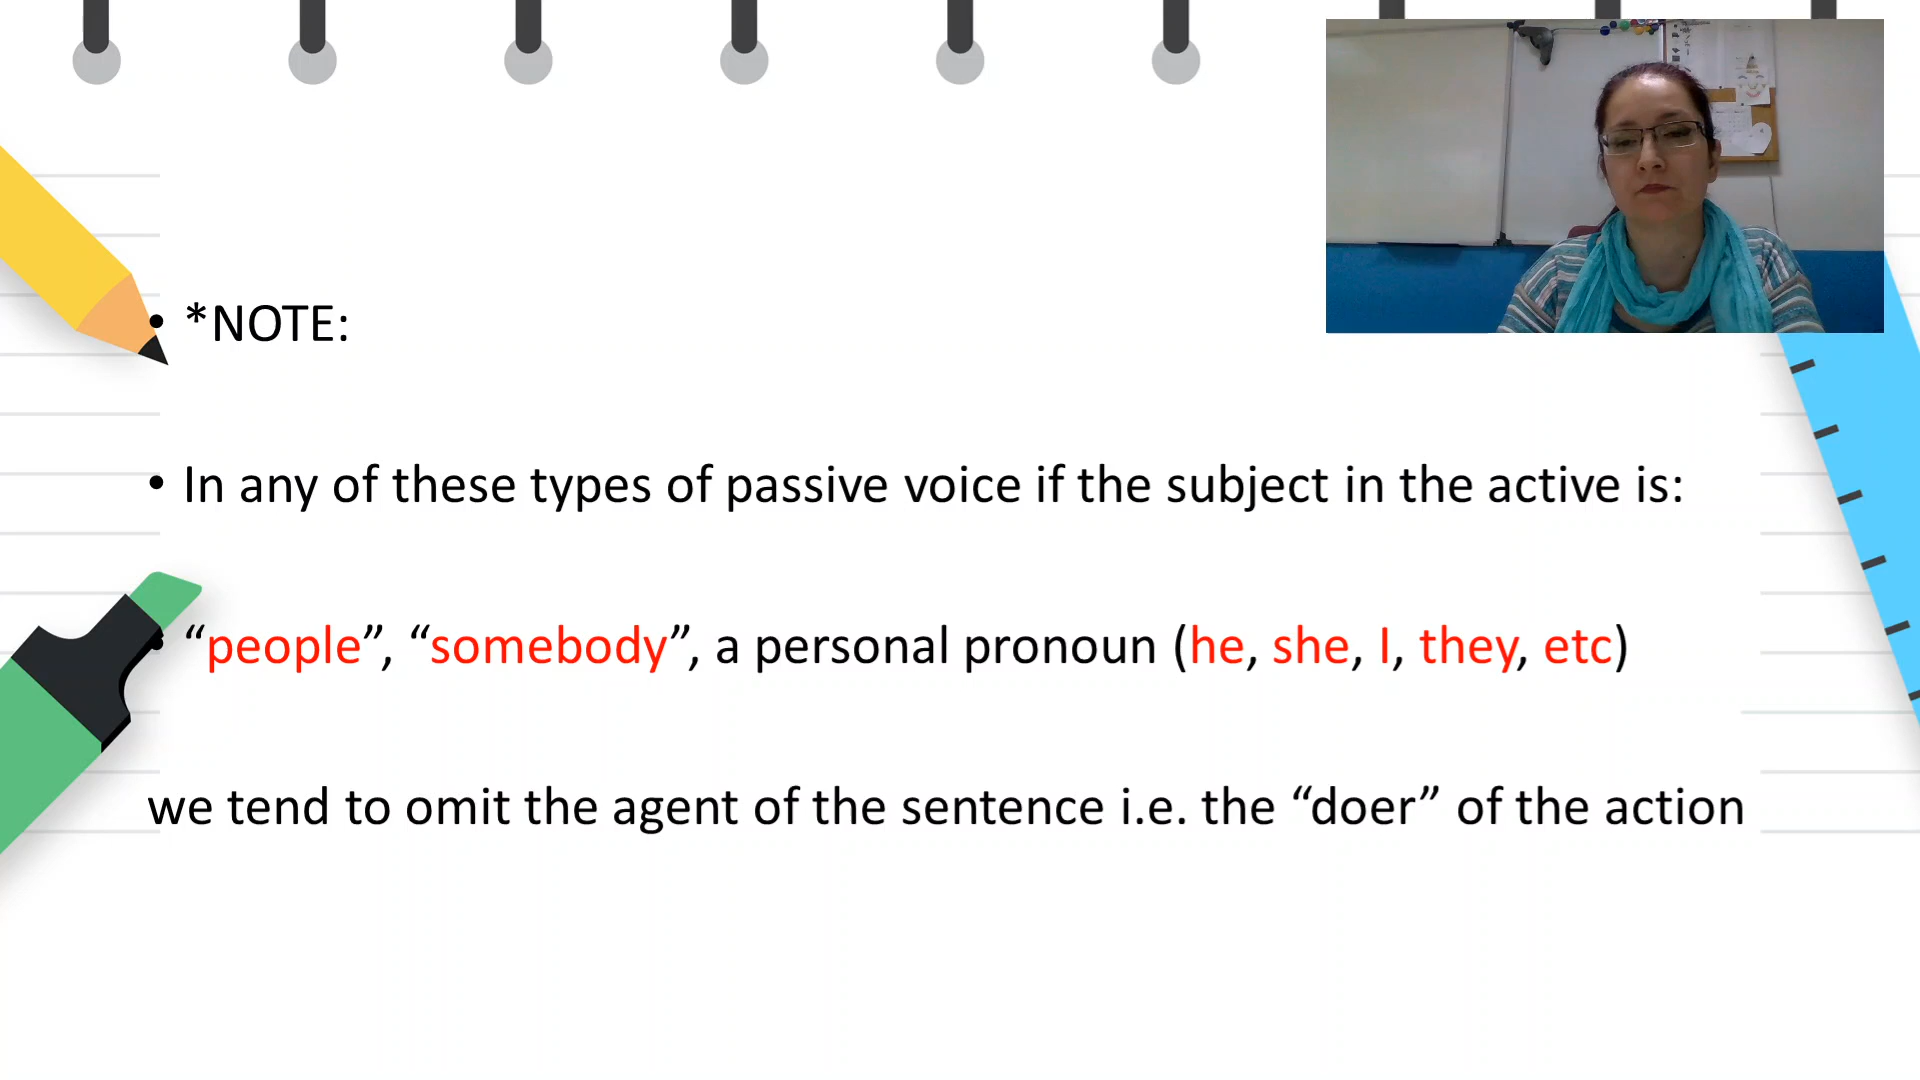 • *NOTE:
• In any of these types of passive voice if the subject in the active is:
• “people”, “somebody”, a personal pronoun (he, she, I, they, etc)
we tend to omit the agent of the sentence i.e. the “doer” of the action